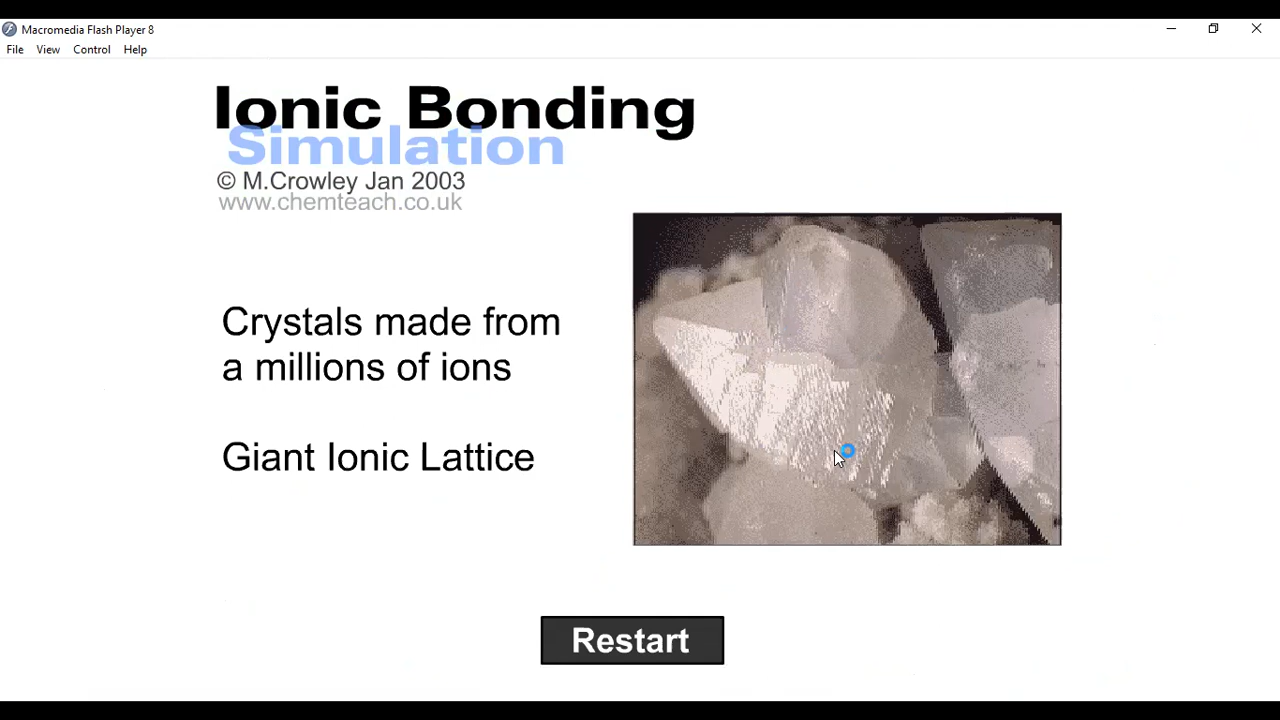 Macromedia Flash Player 8
File View Control Help
Ionic Bonding
Simulation
© M.Crowley Jan 2003
www.chemteach.co.uk
Crystals made from
a millions of ions
Giant Ionic Lattice
Restart